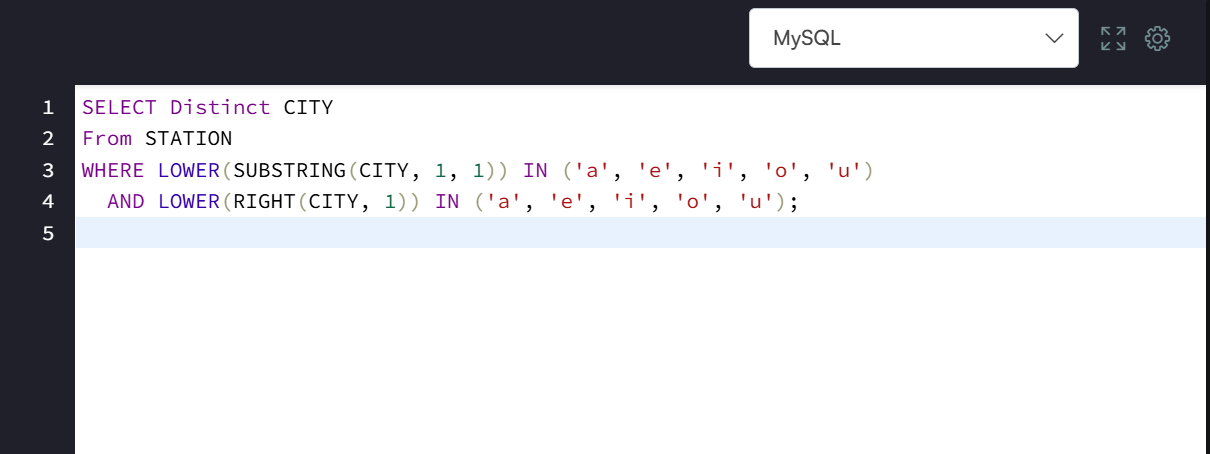 MySQL
1 SELECT Distinct CITY
2 From STATION
3 WHERE LOWER(SUBSTRING(CITY, 1, 1)) IN ('a', 'e', 'i', 'o', 'u')
4   AND LOWER(RIGHT(CITY, 1)) IN ('a', 'e', 'i', 'o', 'u');
5